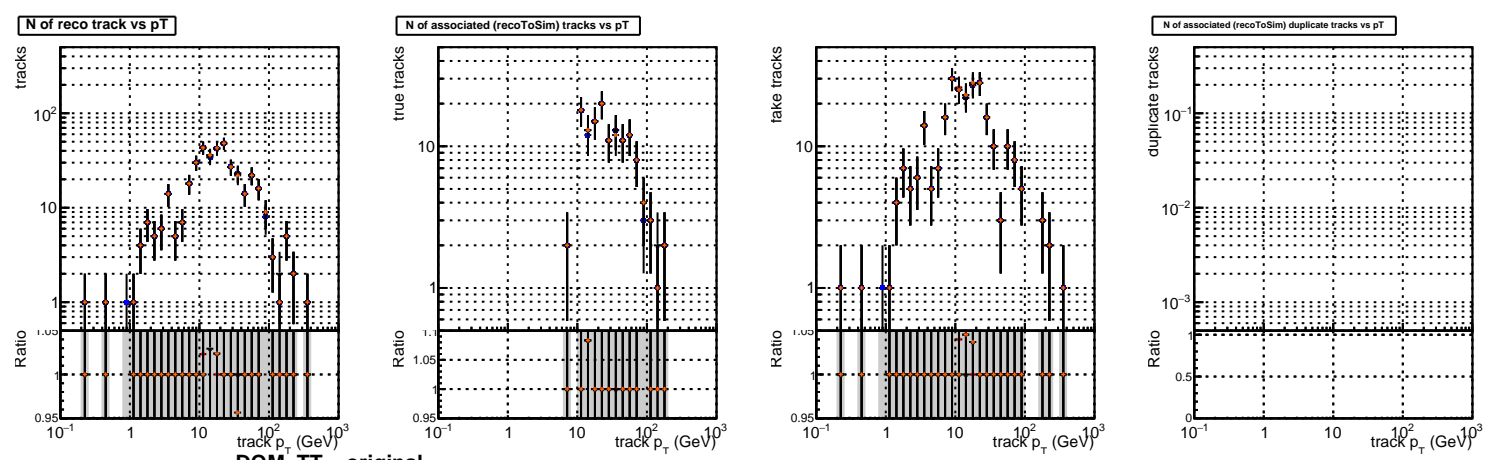 N of reco track vs pT
tracks
10²
10
1
Ratio
1.05
1
0.95
10⁻¹ 1 10 10² 10³
track p_T (GeV)
N of associated (recoToSim) tracks vs pT
true tracks
10
1
Ratio
1.1
1.05
1
0.95
10⁻¹ 1 10 10² 10³
track p_T (GeV)
fake tracks
10
1
Ratio
1.05
1
0.95
10⁻¹ 1 10 10² 10³
track p_T (GeV)
N of associated (recoToSim) duplicate tracks vs pT
duplicate tracks
10⁻¹
10⁻²
10⁻³
Ratio
1
0.5
0
10⁻¹ 1 10 10² 10³
track p_T (GeV)
original